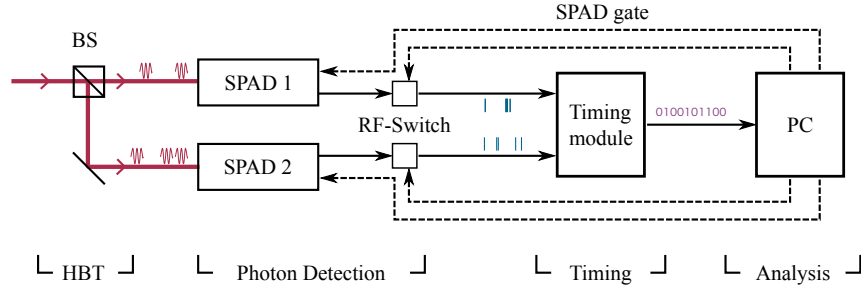 SPAD gate
BS
SPAD 1
RF-Switch
SPAD 2
Timing
module
0100101100
PC
HBT
Photon Detection
Timing
Analysis